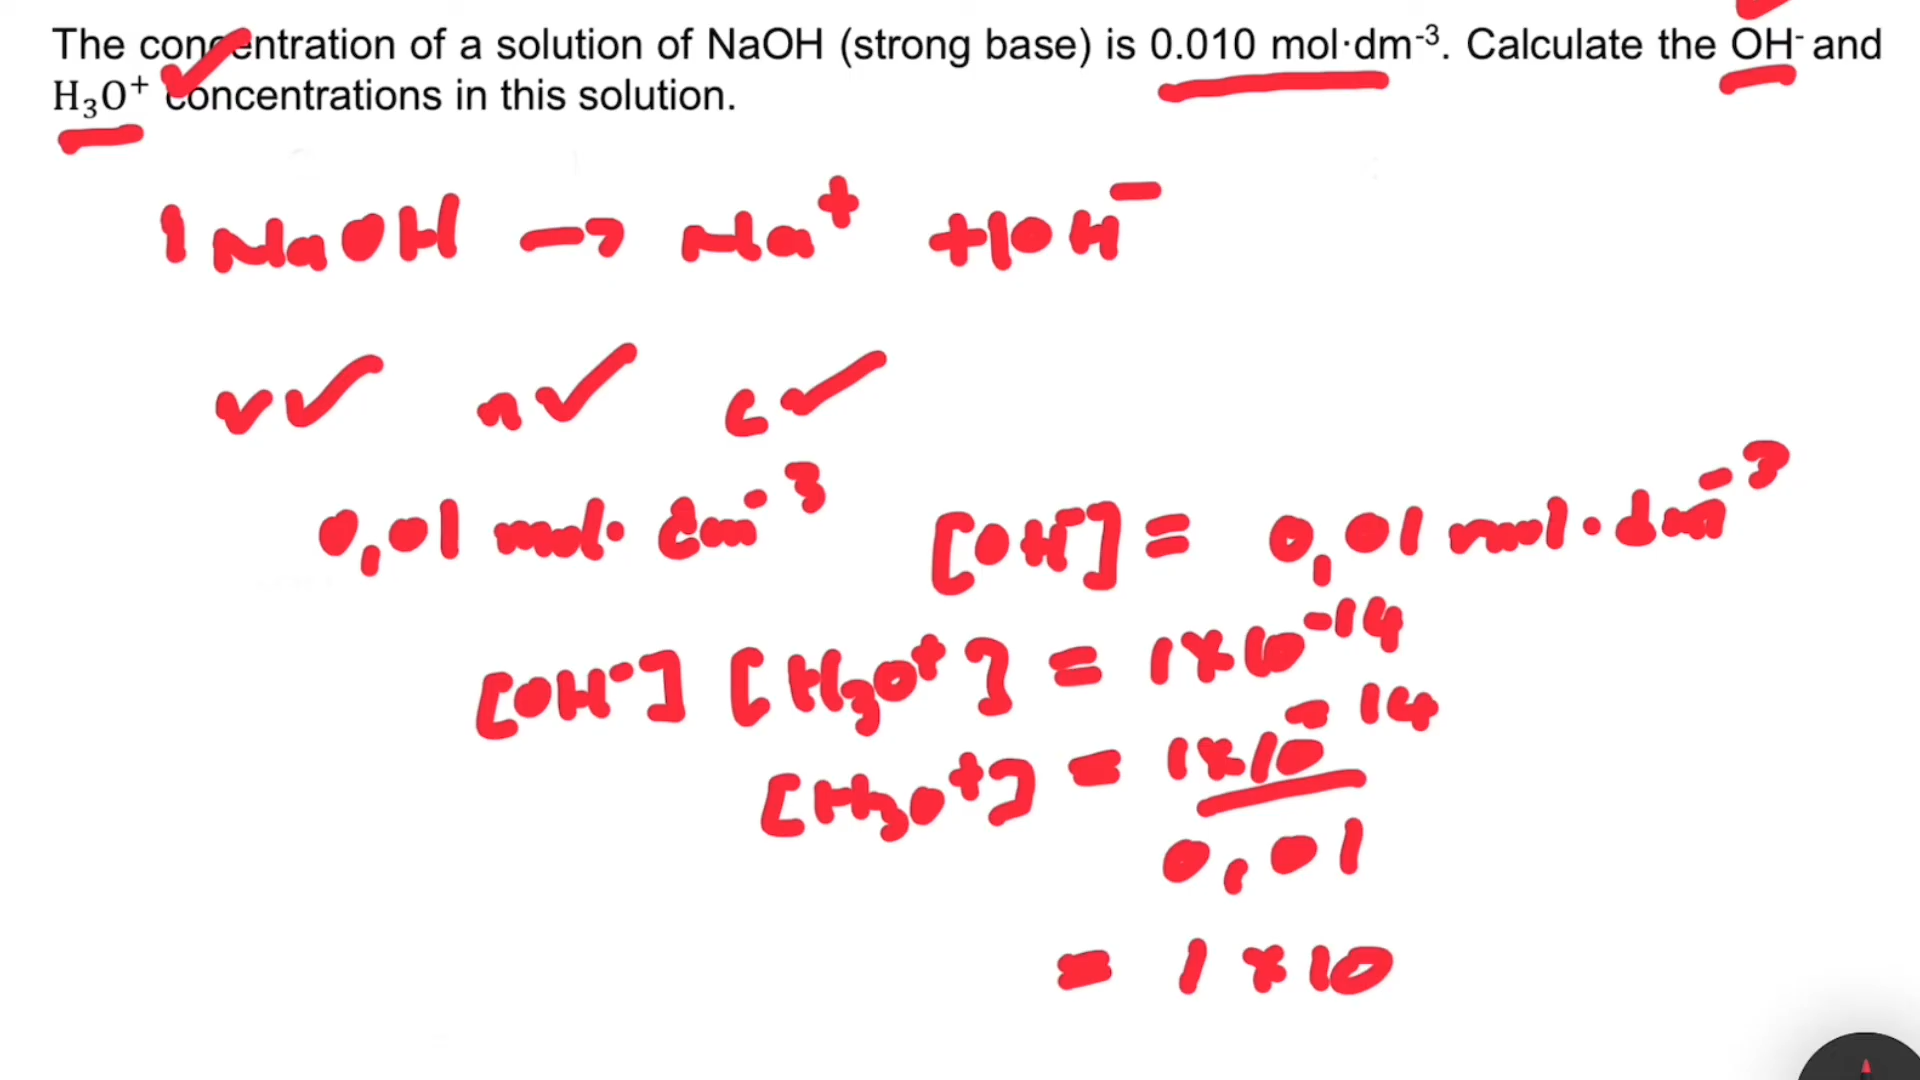 The concentration of a solution of NaOH (strong base) is 0.010 mol·dm⁻³. Calculate the OH⁻ and
H₃O⁺ concentrations in this solution.
1 NaOH → Na⁺ + 1OH⁻
v✓ n✓ c✓
0,01 mol·dm⁻³ [OH⁻] = 0,01 mol·dm⁻³
[OH⁻] [H₃O⁺] = 1×10⁻¹⁴
[H₃O⁺] = 1×10⁻¹⁴
0,01
= 1 × 10